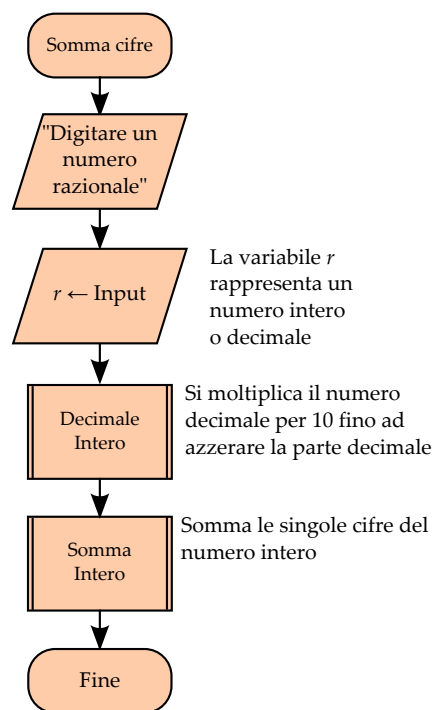 Somma cifre
"Digitare un
numero
razionale"
r ← Input
La variabile r
rappresenta un
numero intero
o decimale
Decimale
Intero
Si moltiplica il numero
decimale per 10 fino ad
azzerare la parte decimale
Somma
Intero
Somma le singole cifre del
numero intero
Fine